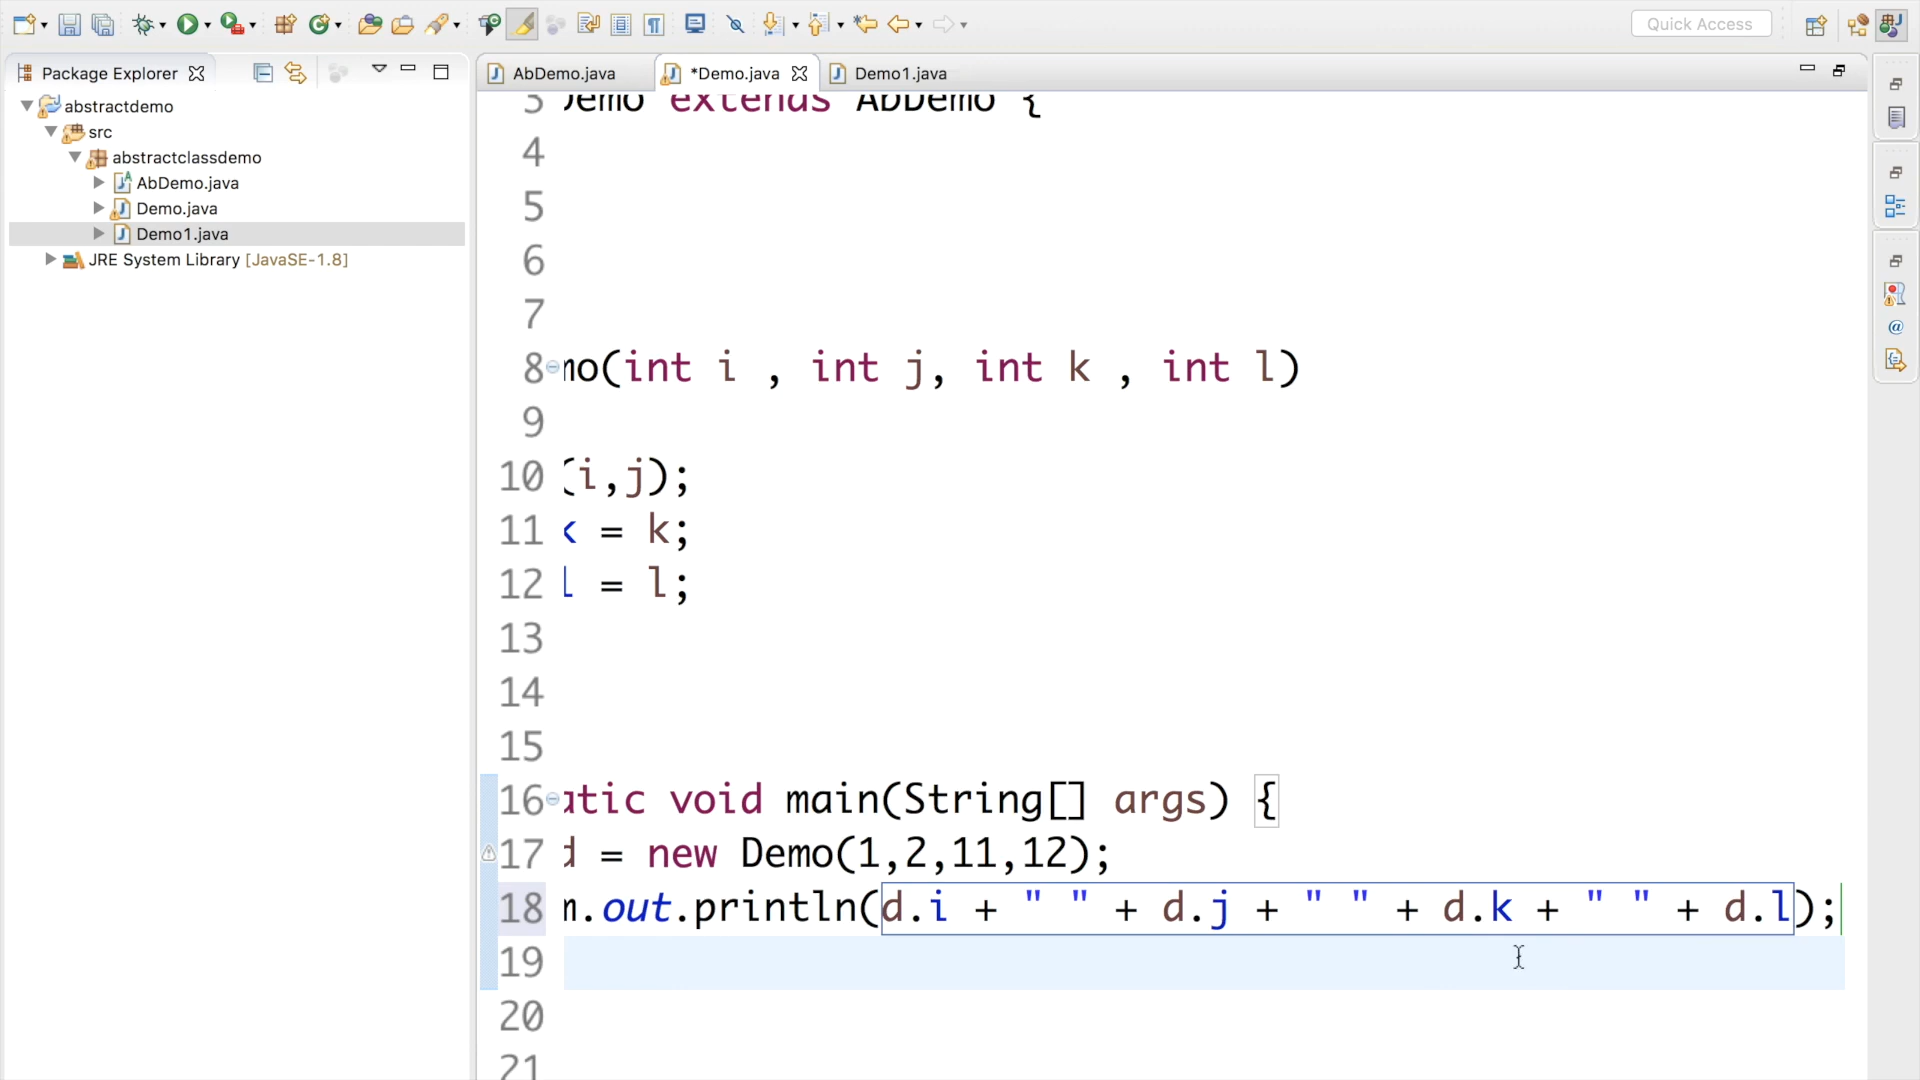 Quick Access
Package Explorer
AbDemo.java
*Demo.java
Demo1.java
abstractdemo
src
abstractclassdemo
AbDemo.java
Demo.java
Demo1.java
JRE System Library [JavaSE-1.8]
3 Demo extends AbDemo {
4
5
6
7
8 mo(int i , int j, int k , int l)
9
10 (i,j);
11 k = k;
12 l = l;
13
14
15
16 atic void main(String[] args) {
17 d = new Demo(1,2,11,12);
18 m.out.println(d.i + " " + d.j + " " + d.k + " " + d.l);
19
20
21